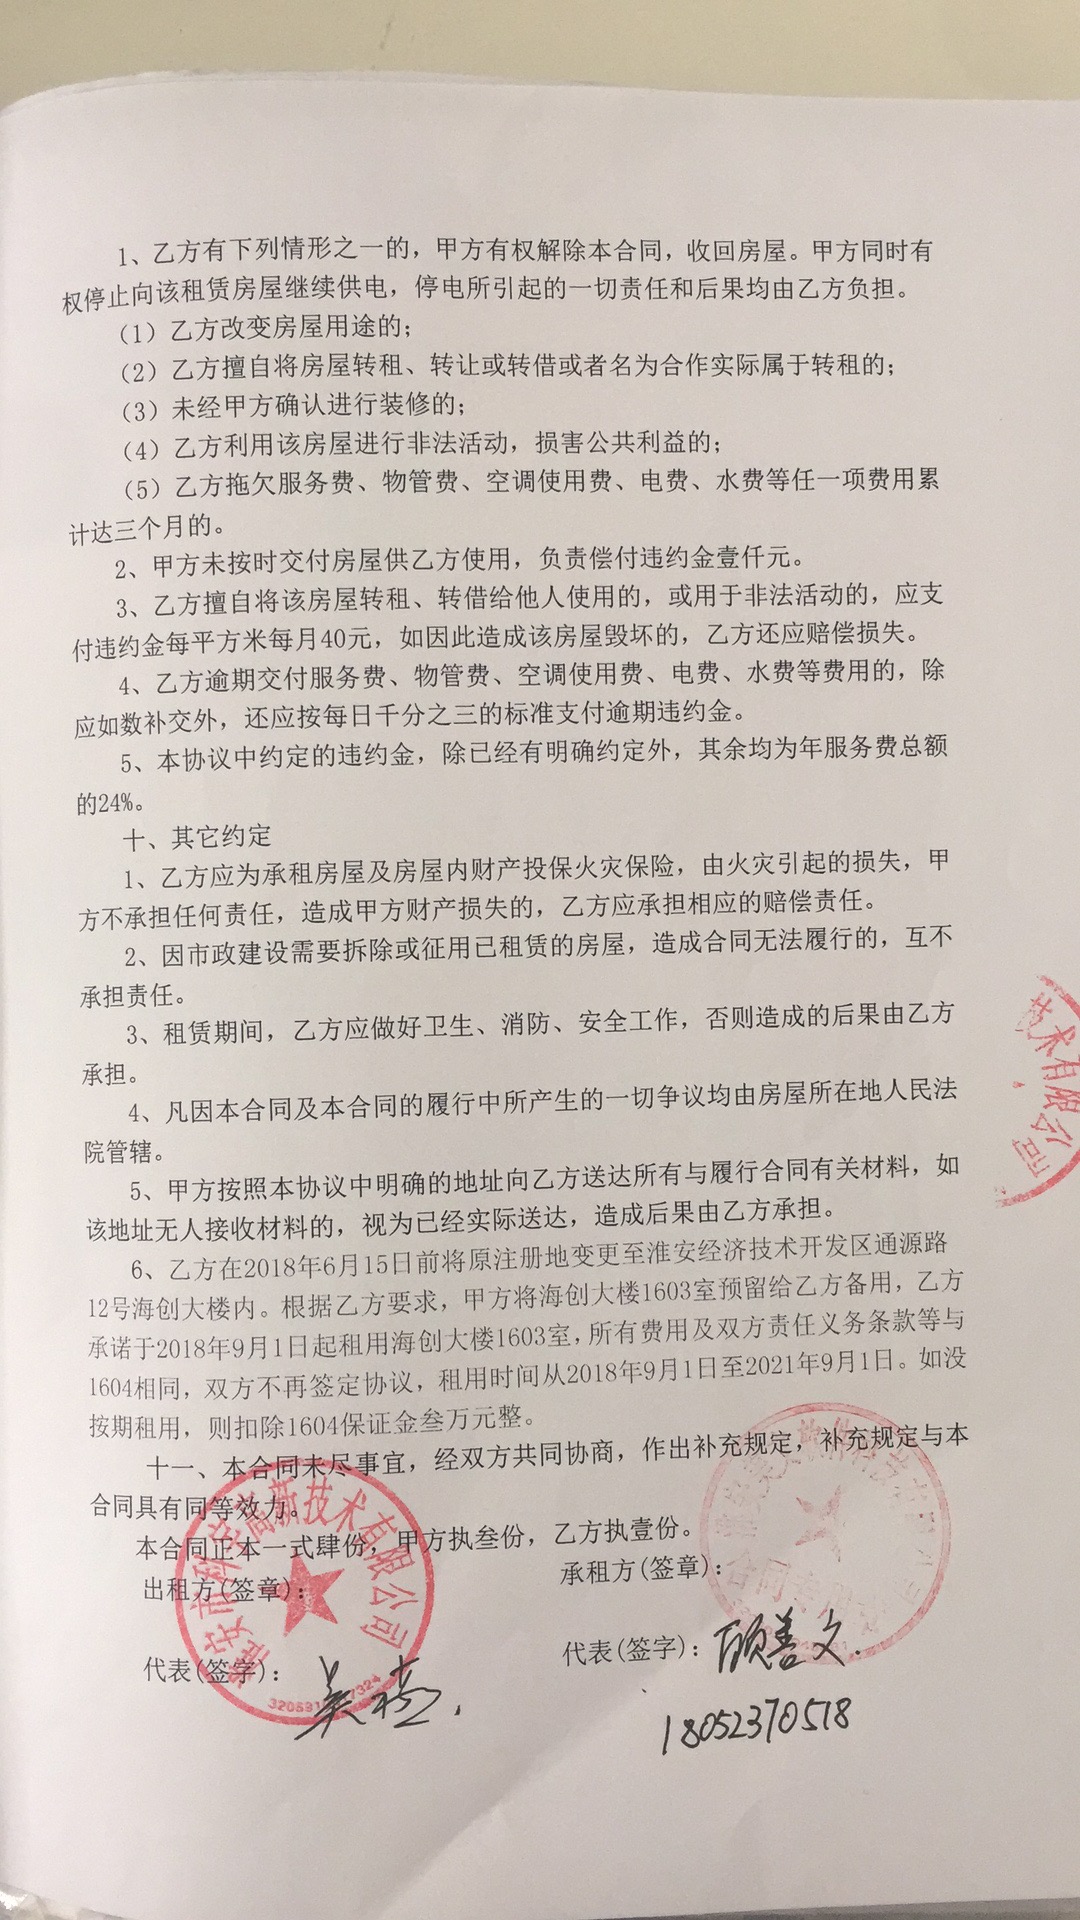 1、乙方有下列情形之一的，甲方有权解除本合同，收回房屋。甲方同时有
权停止向该租赁房屋继续供电，停电所引起的一切责任和后果均由乙方负担。
（1）乙方改变房屋用途的；
（2）乙方擅自将房屋转租、转让或转借或者名为合作实际属于转租的；
（3）未经甲方确认进行装修的；
（4）乙方利用该房屋进行非法活动，损害公共利益的；
（5）乙方拖欠服务费、物管费、空调使用费、电费、水费等任一项费用累
计达三个月的。
2、甲方未按时交付房屋供乙方使用，负责偿付违约金壹仟元。
3、乙方擅自将该房屋转租、转借给他人使用的，或用于非法活动的，应支
付违约金每平方米每月40元，如因此造成该房屋毁坏的，乙方还应赔偿损失。
4、乙方逾期交付服务费、物管费、空调使用费、电费、水费等费用的，除
应如数补交外，还应按每日千分之三的标准支付逾期违约金。
5、本协议中约定的违约金，除已经有明确约定外，其余均为年服务费总额
的24%。
十、其它约定
1、乙方应为承租房屋及房屋内财产投保火灾保险，由火灾引起的损失，甲
方不承担任何责任，造成甲方财产损失的，乙方应承担相应的赔偿责任。
2、因市政建设需要拆除或征用已租赁的房屋，造成合同无法履行的，互不
承担责任。
3、租赁期间，乙方应做好卫生、消防、安全工作，否则造成的后果由乙方
承担。
4、凡因本合同及本合同的履行中所产生的一切争议均由房屋所在地人民法
院管辖。
5、甲方按照本协议中明确的地址向乙方送达所有与履行合同有关材料，如
该地址无人接收材料的，视为已经实际送达，造成后果由乙方承担。
6、乙方在2018年6月15日前将原注册地变更至淮安经济技术开发区通源路
12号海创大楼内。根据乙方要求，甲方将海创大楼1603室预留给乙方备用，乙方
承诺于2018年9月1日起租用海创大楼1603室，所有费用及双方责任义务条款等与
1604相同，双方不再签定协议，租用时间从2018年9月1日至2021年9月1日。如没
按期租用，则扣除1604保证金叁万元整。
十一、本合同未尽事宜，经双方共同协商，作出补充规定，补充规定与本
合同具有同等效力。
本合同正本一式肆份，甲方执叁份，乙方执壹份。
出租方(签章)：
承租方(签章)：
代表(签字)：
代表(签字)：顾善文.
18052370518
淮安市科 高新技术有限公司
合同专用章
技术有限公司